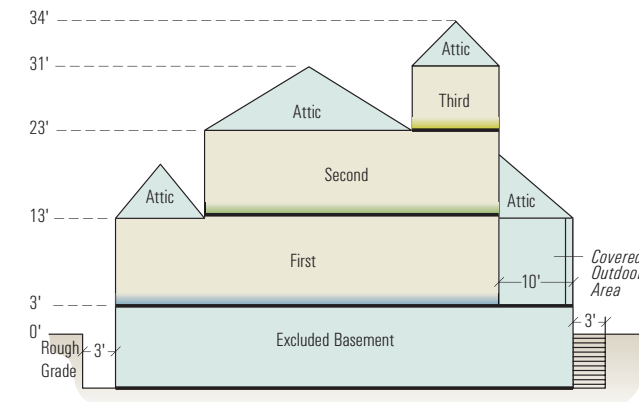 34'
Attic
31'
Third
Attic
23'
Second
Attic
Attic
13'
First
Covered
Outdoor
Area
10'
3'
3'
0'
Rough
Grade
3'
Excluded Basement